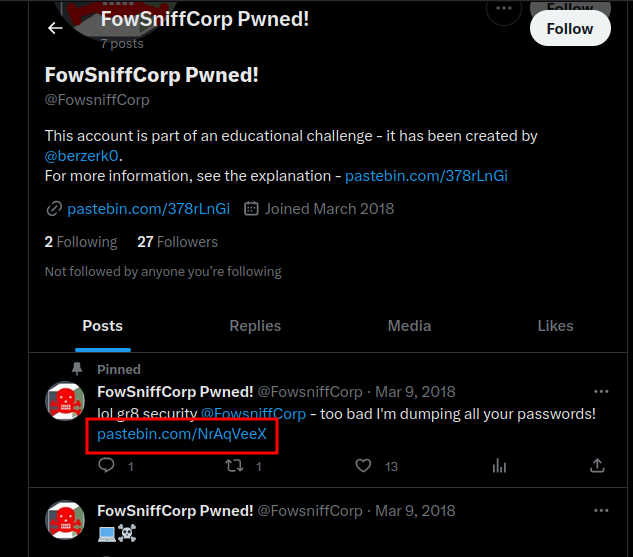 FowSniffCorp Pwned!
7 posts
Follow
Follow
FowSniffCorp Pwned!
@FowsniffCorp
This account is part of an educational challenge - it has been created by
@berzerk0.
For more information, see the explanation - pastebin.com/378rLnGi
pastebin.com/378rLnGi Joined March 2018
2 Following 27 Followers
Not followed by anyone you're following
Posts Replies Media Likes
Pinned
FowSniffCorp Pwned! @FowsniffCorp · Mar 9, 2018
lol gr8 security @FowsniffCorp - too bad I'm dumping all your passwords!
pastebin.com/NrAqVeeX
1 1 13
FowSniffCorp Pwned! @FowsniffCorp · Mar 9, 2018